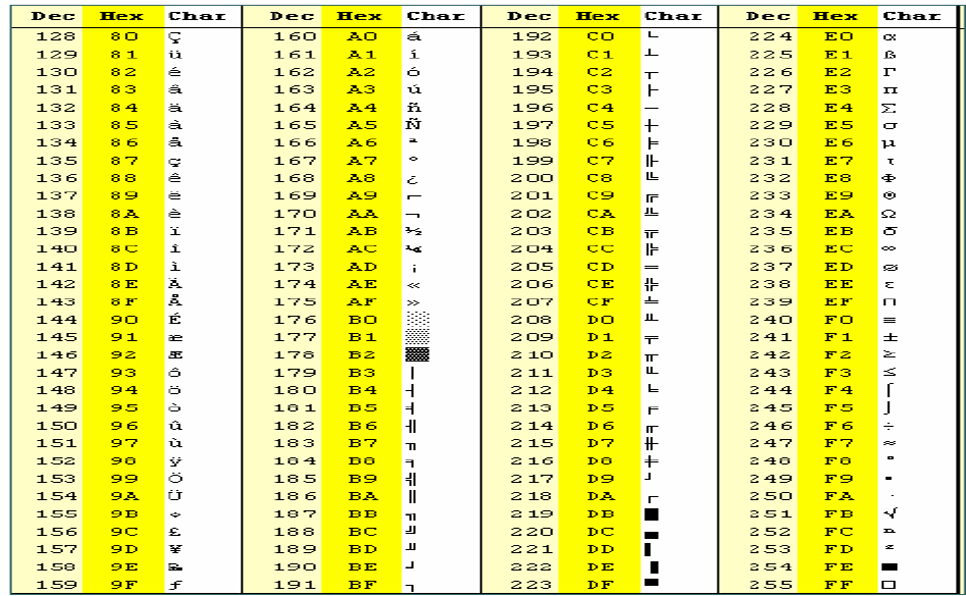 Dec Hex Char Dec Hex Char Dec Hex Char Dec Hex Char
128 80 Ç 160 A0 á 192 C0 └ 224 E0 α
129 81 ü 161 A1 í 193 C1 ┴ 225 E1 ß
130 82 é 162 A2 ó 194 C2 ┬ 226 E2 Γ
131 83 â 163 A3 ú 195 C3 ├ 227 E3 π
132 84 ä 164 A4 ñ 196 C4 ─ 228 E4 Σ
133 85 à 165 A5 Ñ 197 C5 ┼ 229 E5 σ
134 86 å 166 A6 ª 198 C6 ╞ 230 E6 µ
135 87 ç 167 A7 º 199 C7 ╟ 231 E7 τ
136 88 ê 168 A8 ¿ 200 C8 ╚ 232 E8 Φ
137 89 ë 169 A9 ⌐ 201 C9 ╔ 233 E9 Θ
138 8A è 170 AA ¬ 202 CA ╩ 234 EA Ω
139 8B ï 171 AB ½ 203 CB ╦ 235 EB δ
140 8C î 172 AC ¼ 204 CC ╠ 236 EC ∞
141 8D ì 173 AD ¡ 205 CD ═ 237 ED ø
142 8E Ä 174 AE « 206 CE ╬ 238 EE ε
143 8F Å 175 AF » 207 CF ╧ 239 EF ∩
144 90 É 176 B0 ░ 208 D0 ╨ 240 F0 ≡
145 91 æ 177 B1 ▒ 209 D1 ╤ 241 F1 ±
146 92 Æ 178 B2 ▓ 210 D2 ╥ 242 F2 ≥
147 93 ô 179 B3 │ 211 D3 ╙ 243 F3 ≤
148 94 ö 180 B4 ┤ 212 D4 ╘ 244 F4 ⌠
149 95 ò 181 B5 ╡ 213 D5 ╒ 245 F5 ⌡
150 96 û 182 B6 ╢ 214 D6 ╓ 246 F6 ÷
151 97 ù 183 B7 ╖ 215 D7 ╫ 247 F7 ≈
152 98 ÿ 184 B8 ╕ 216 D8 ╪ 248 F8 °
153 99 Ö 185 B9 ╣ 217 D9 ┘ 249 F9 ∙
154 9A Ü 186 BA ║ 218 DA ┌ 250 FA ·
155 9B ¢ 187 BB ╗ 219 DB █ 251 FB √
156 9C £ 188 BC ╝ 220 DC ▄ 252 FC ⁿ
157 9D ¥ 189 BD ╜ 221 DD ▌ 253 FD ²
158 9E ₧ 190 BE ╛ 222 DE ▐ 254 FE ■
159 9F ƒ 191 BF ┐ 223 DF ▀ 255 FF □